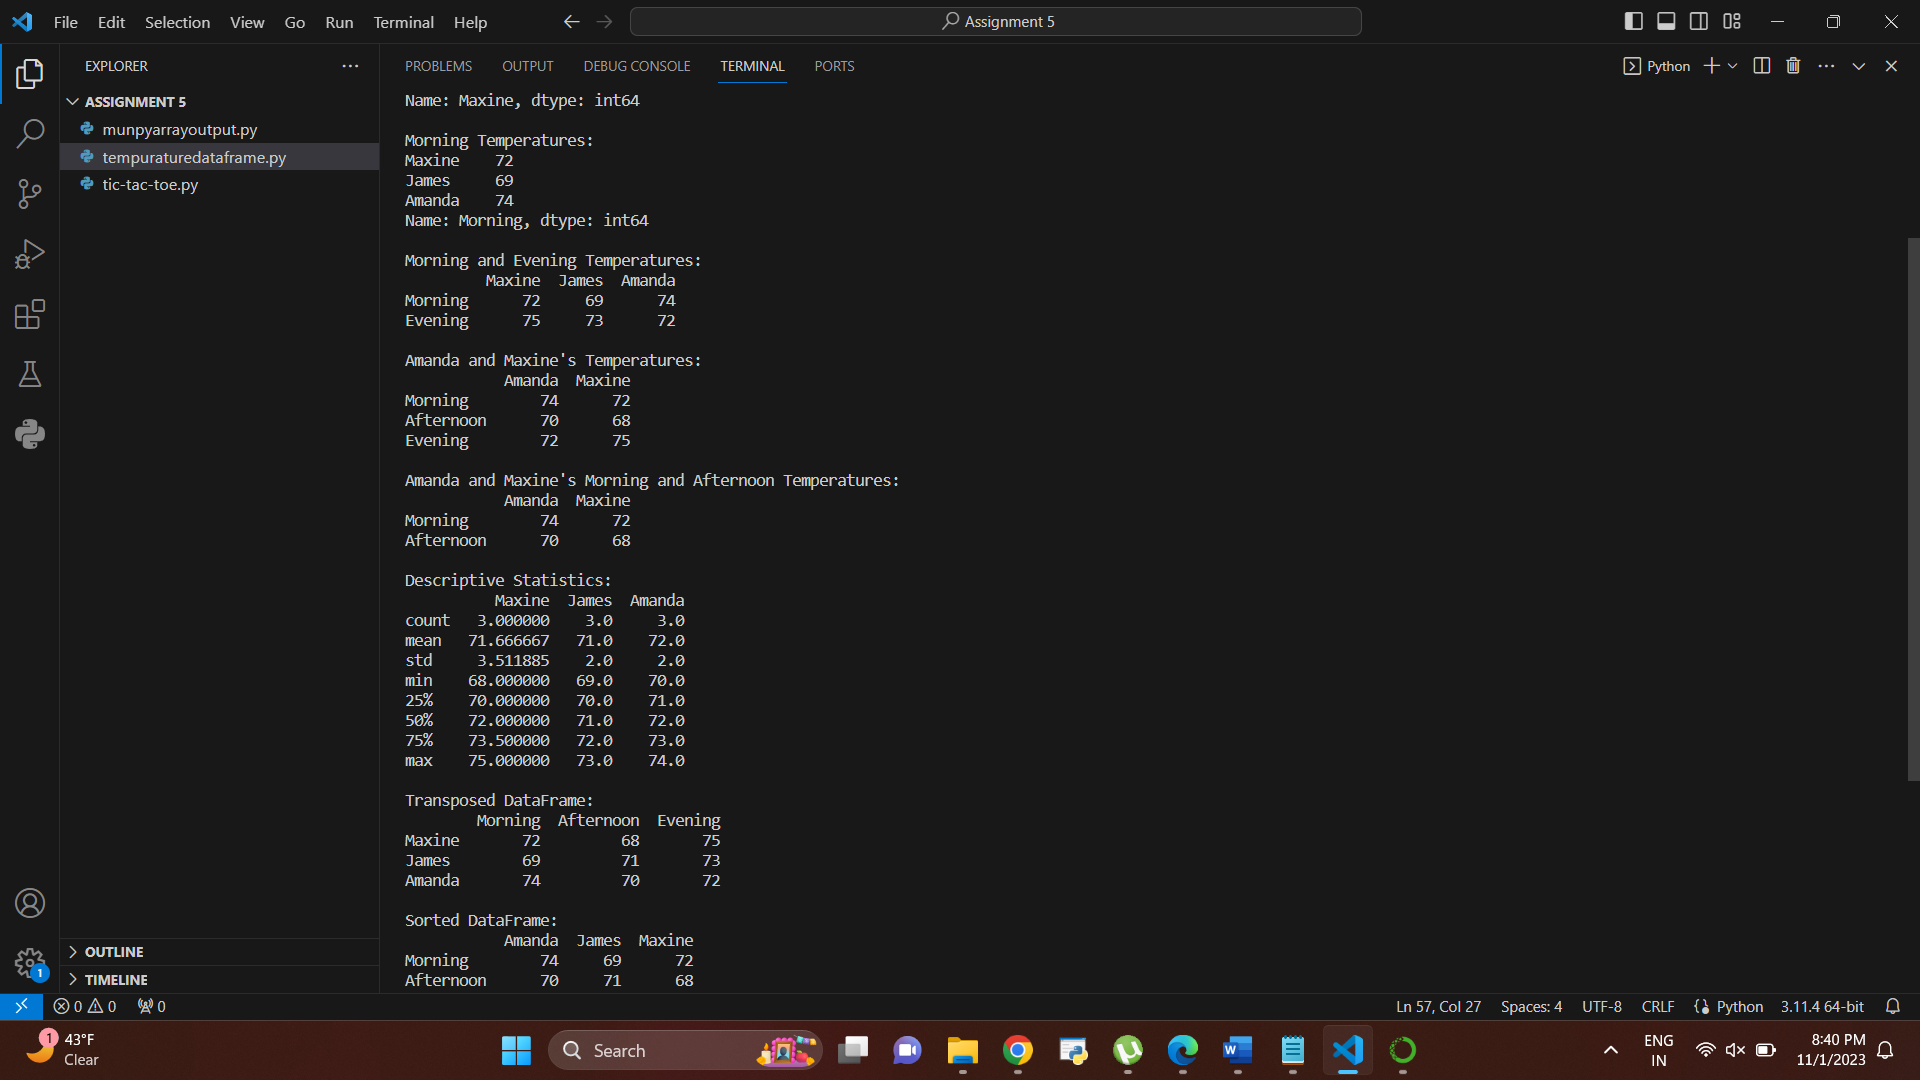 File Edit Selection View Go Run Terminal Help
Assignment 5
EXPLORER
ASSIGNMENT 5
munpyarrayoutput.py
tempuraturedataframe.py
tic-tac-toe.py
OUTLINE
TIMELINE
PROBLEMS OUTPUT DEBUG CONSOLE TERMINAL PORTS
Python
Name: Maxine, dtype: int64
Morning Temperatures:
Maxine    72
James     69
Amanda    74
Name: Morning, dtype: int64
Morning and Evening Temperatures:
         Maxine  James  Amanda
Morning      72     69      74
Evening      75     73      72
Amanda and Maxine's Temperatures:
           Amanda  Maxine
Morning        74      72
Afternoon      70      68
Evening        72      75
Amanda and Maxine's Morning and Afternoon Temperatures:
           Amanda  Maxine
Morning        74      72
Afternoon      70      68
Descriptive Statistics:
          Maxine  James  Amanda
count   3.000000    3.0     3.0
mean   71.666667   71.0    72.0
std     3.511885    2.0     2.0
min    68.000000   69.0    70.0
25%    70.000000   70.0    71.0
50%    72.000000   71.0    72.0
75%    73.500000   72.0    73.0
max    75.000000   73.0    74.0
Transposed DataFrame:
        Morning  Afternoon  Evening
Maxine       72         68       75
James        69         71       73
Amanda       74         70       72
Sorted DataFrame:
           Amanda  James  Maxine
Morning        74     69      72
Afternoon      70     71      68
1
0 0 0
Ln 57, Col 27 Spaces: 4 UTF-8 CRLF Python 3.11.4 64-bit
1
43°F
Clear
Search
ENG
IN
8:40 PM
11/1/2023